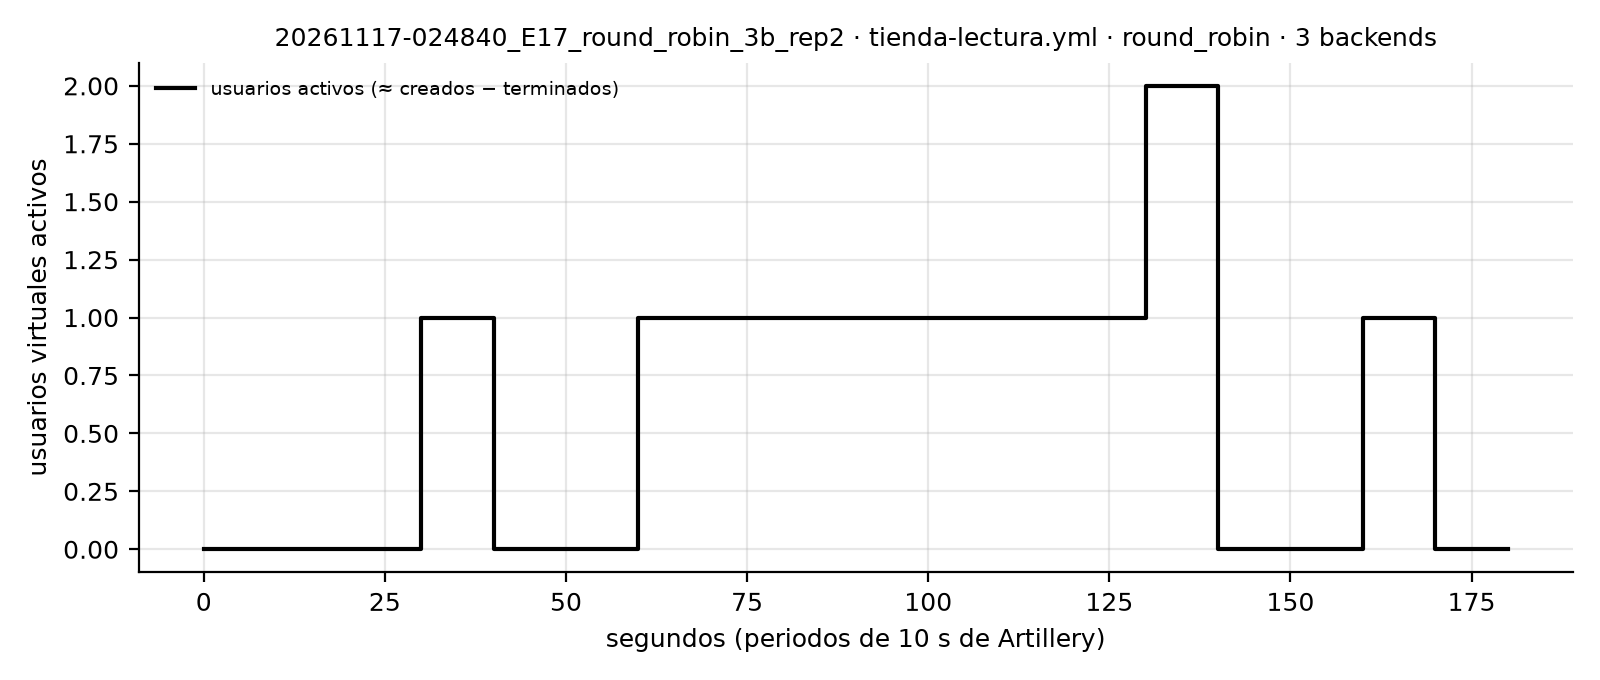 20261117-024840_E17_round_robin_3b_rep2 · tienda-lectura.yml · round_robin · 3 backends
usuarios activos (≈ creados − terminados)
usuarios virtuales activos
2.00
1.75
1.50
1.25
1.00
0.75
0.50
0.25
0.00
0 25 50 75 100 125 150 175
segundos (periodos de 10 s de Artillery)